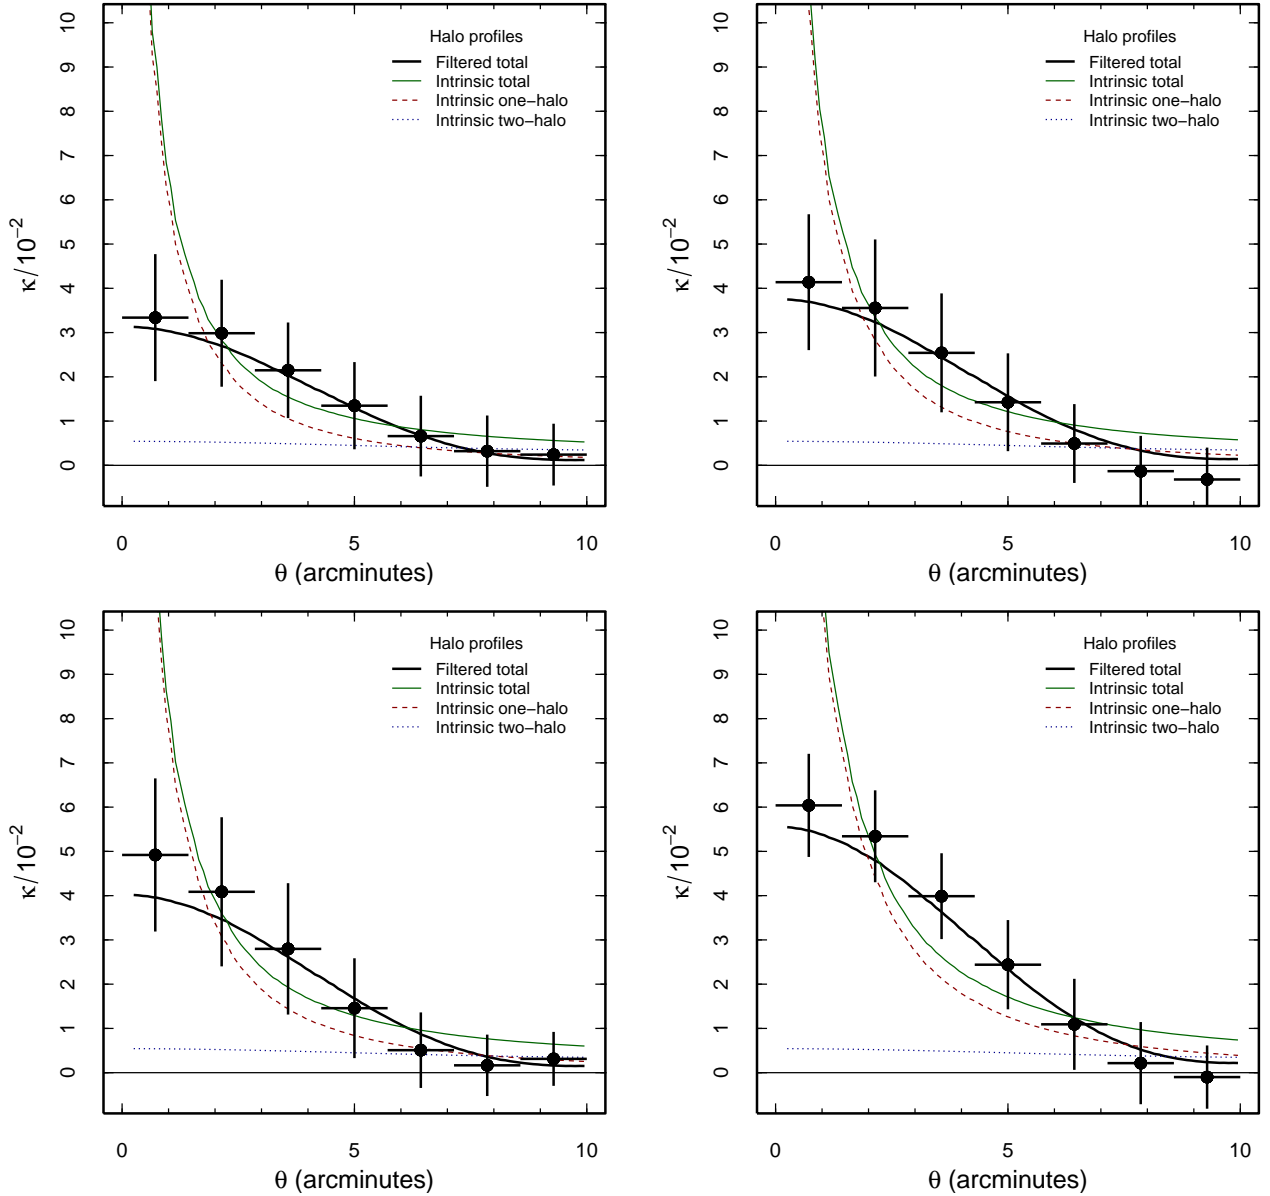 κ/10⁻²
10
9
8
7
6
5
4
3
2
1
0
Halo profiles
Filtered total
Intrinsic total
Intrinsic one−halo
Intrinsic two−halo
0 5 10
θ (arcminutes)
κ/10⁻²
10
9
8
7
6
5
4
3
2
1
0
Halo profiles
Filtered total
Intrinsic total
Intrinsic one−halo
Intrinsic two−halo
0 5 10
θ (arcminutes)
κ/10⁻²
10
9
8
7
6
5
4
3
2
1
0
Halo profiles
Filtered total
Intrinsic total
Intrinsic one−halo
Intrinsic two−halo
0 5 10
θ (arcminutes)
κ/10⁻²
10
9
8
7
6
5
4
3
2
1
0
Halo profiles
Filtered total
Intrinsic total
Intrinsic one−halo
Intrinsic two−halo
0 5 10
θ (arcminutes)